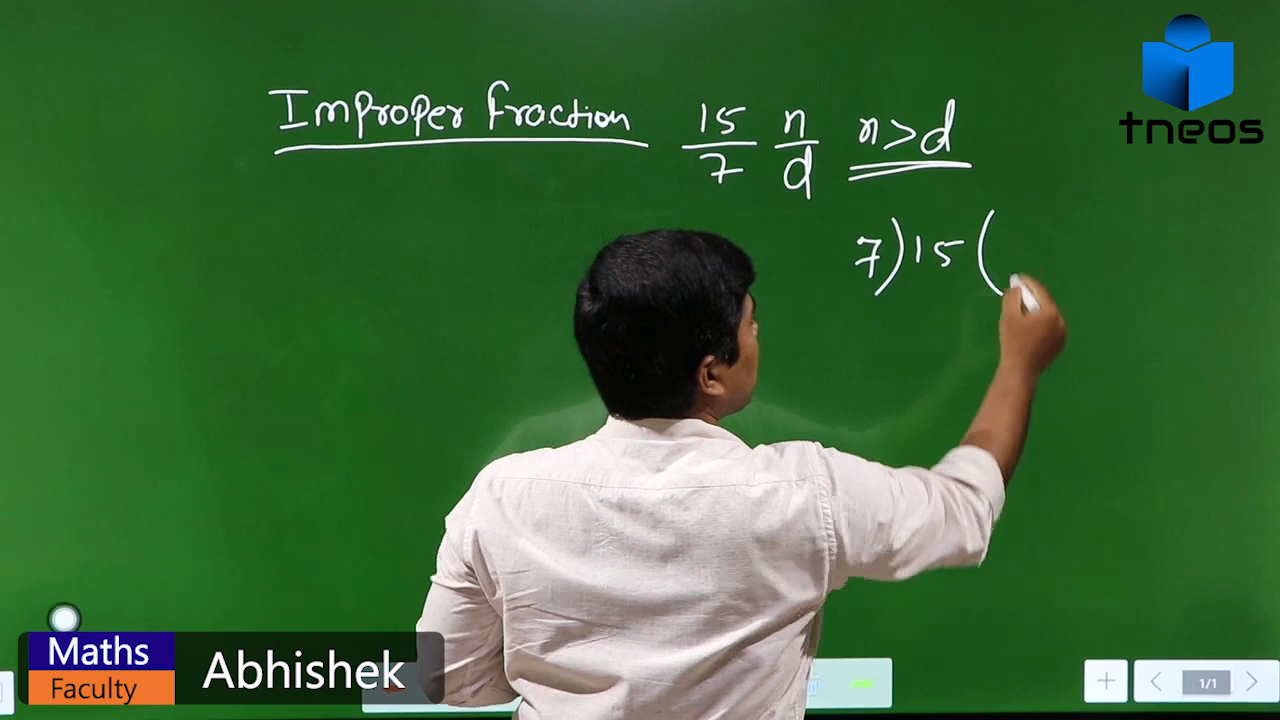 Improper fraction 15/7 n/d n>d
7)15(
tneos
Maths
Faculty
Abhishek
1/1